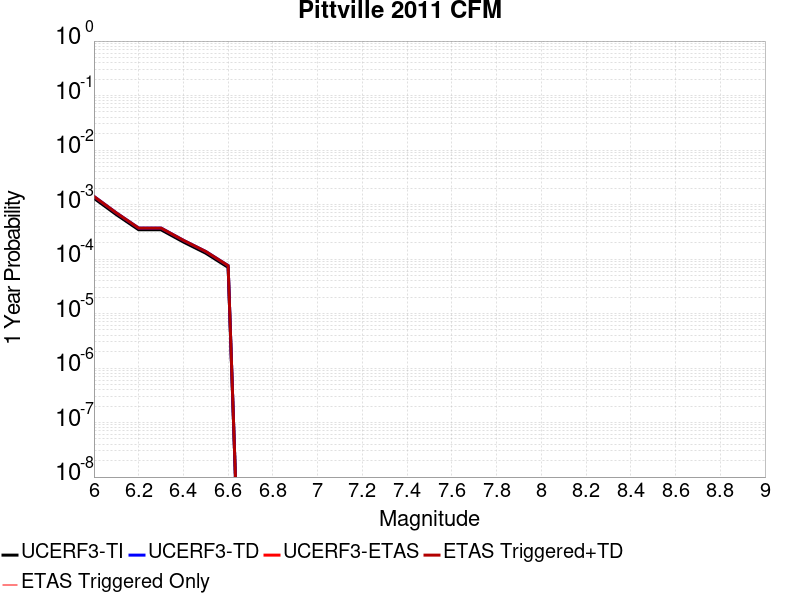 Pittville 2011 CFM
10^0
10^-1
10^-2
10^-3
10^-4
10^-5
10^-6
10^-7
10^-8
1 Year Probability
6 6.2 6.4 6.6 6.8 7 7.2 7.4 7.6 7.8 8 8.2 8.4 8.6 8.8 9
Magnitude
UCERF3-TI UCERF3-TD UCERF3-ETAS ETAS Triggered+TD
ETAS Triggered Only